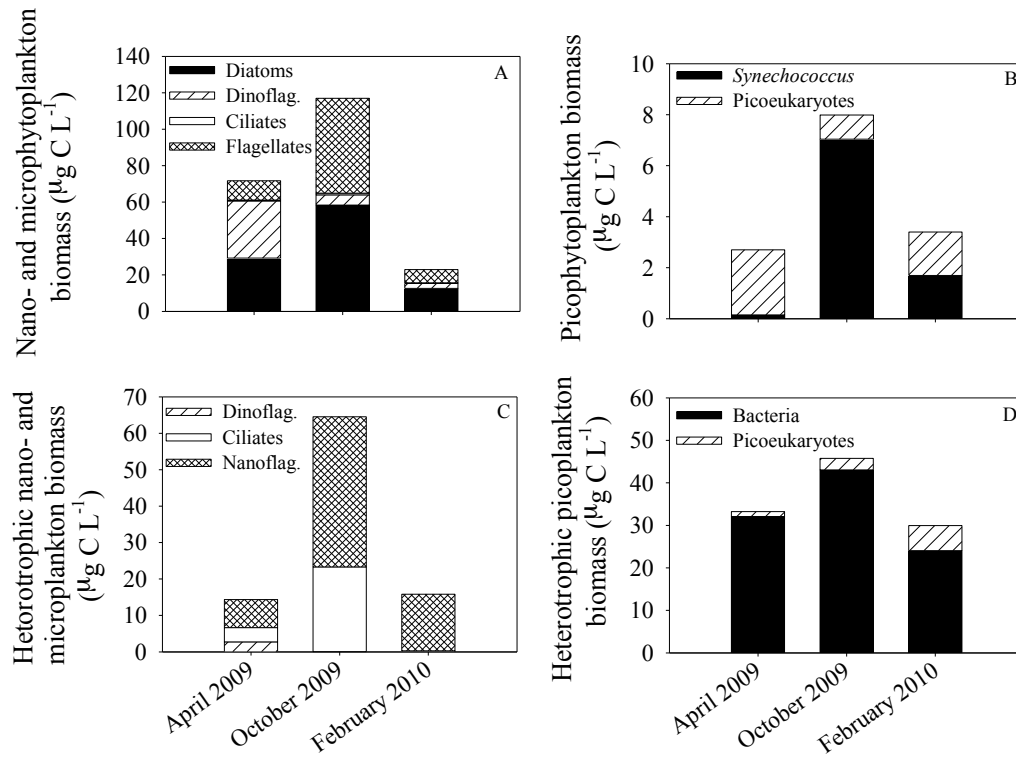 Nano- and microphytoplankton
biomass (µg C L-1)
140
120
100
80
60
40
20
0
Diatoms
Dinoflag.
Ciliates
Flagellates
A
Picophytoplankton biomass
(µg C L-1)
10
8
6
4
2
0
Synechococcus
Picoeukaryotes
B
Hetorotrophic nano- and
microplankton biomass
(µg C L-1)
70
60
50
40
30
20
10
0
Dinoflag.
Ciliates
Nanoflag.
C
April 2009
October 2009
February 2010
Heterotrophic picoplankton
biomass (µg C L-1)
60
50
40
30
20
10
0
Bacteria
Picoeukaryotes
D
April 2009
October 2009
February 2010